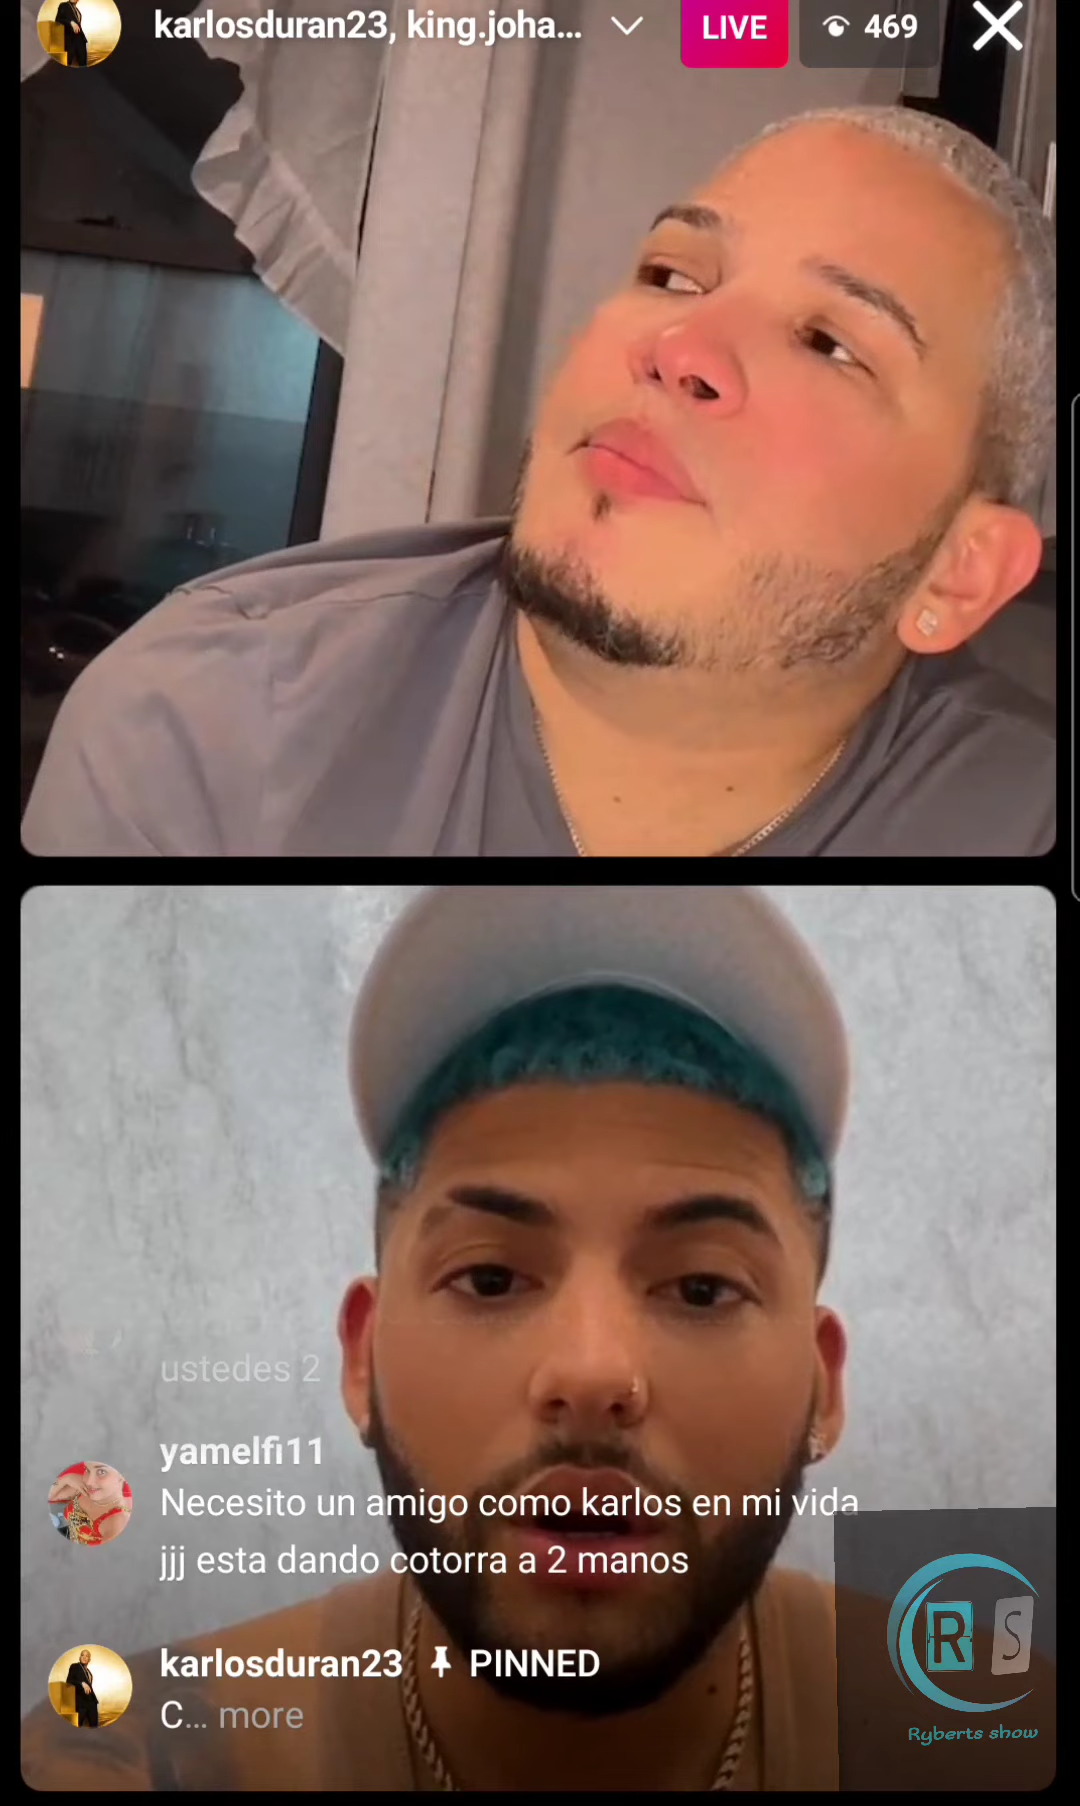 karlosduran23, king.joha...
LIVE
469
ustedes 2
yamelfi11
Necesito un amigo como karlos en mi vida
jjj esta dando cotorra a 2 manos
karlosduran23 PINNED
C... more
R S
Ryberts show